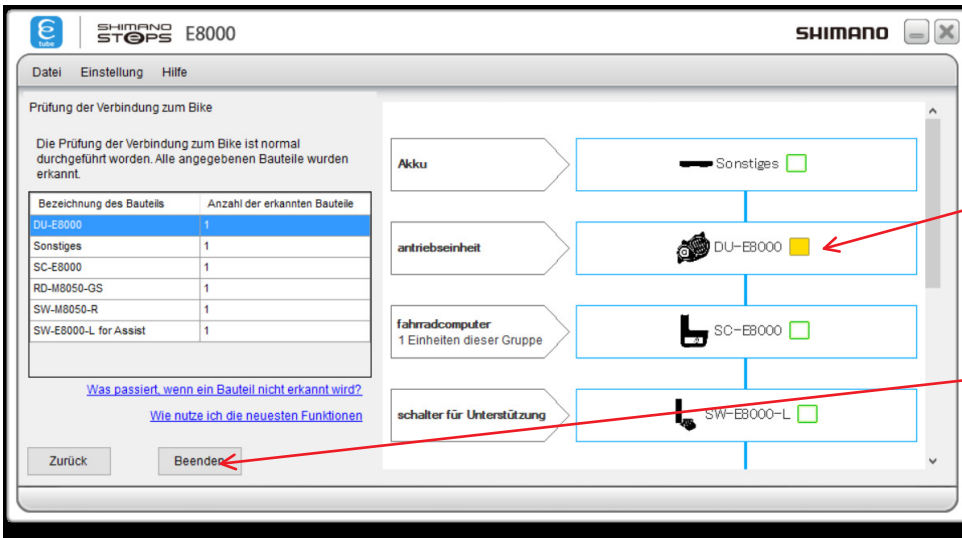 e tube
SHIMANO STEPS E8000
SHIMANO
Datei Einstellung Hilfe
Prüfung der Verbindung zum Bike
Die Prüfung der Verbindung zum Bike ist normal
durchgeführt worden. Alle angegebenen Bauteile wurden
erkannt.
Bezeichnung des Bauteils Anzahl der erkannten Bauteile
DU-E8000 1
Sonstiges 1
SC-E8000 1
RD-M8050-GS 1
SW-M8050-R 1
SW-E8000-L for Assist 1
Was passiert, wenn ein Bauteil nicht erkannt wird?
Wie nutze ich die neuesten Funktionen
Zurück Beenden
Akku Sonstiges
antriebseinheit DU-E8000
fahrradcomputer
1 Einheiten dieser Gruppe
SC-E8000
schalter für Unterstützung SW-E8000-L